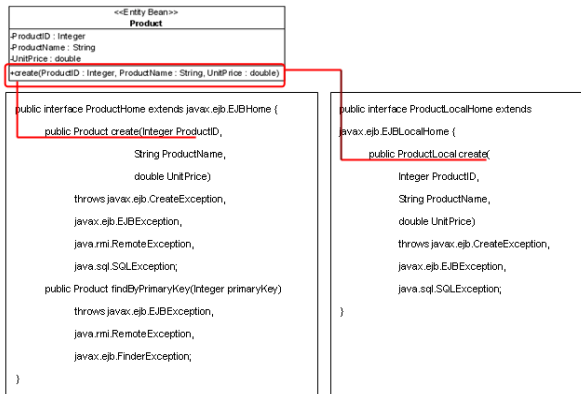 <<Entity Bean>>
Product
-ProductID : Integer
-ProductName : String
-UnitPrice : double
+create(ProductID : Integer, ProductName : String, UnitPrice : double)
public interface ProductHome extends javax.ejb.EJBHome {
public Product create(Integer ProductID,
String ProductName,
double UnitPrice)
throws javax.ejb.CreateException,
javax.ejb.EJBException,
java.rmi.RemoteException,
java.sql.SQLException;
public Product findByPrimaryKey(Integer primaryKey)
throws javax.ejb.EJBException,
java.rmi.RemoteException,
javax.ejb.FinderException;
}
public interface ProductLocalHome extends
javax.ejb.EJBLocalHome {
public ProductLocal create(
Integer ProductID,
String ProductName,
double UnitPrice)
throws javax.ejb.CreateException,
javax.ejb.EJBException,
java.sql.SQLException;
}